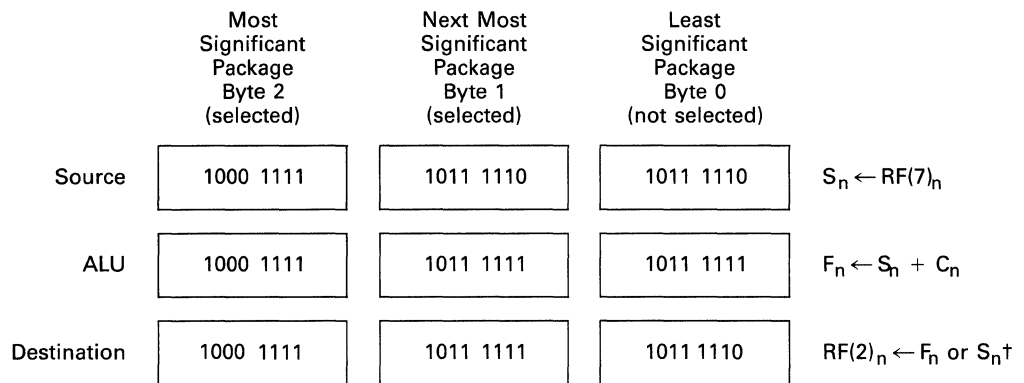 Most Significant Package Byte 2 (selected)
Next Most Significant Package Byte 1 (selected)
Least Significant Package Byte 0 (not selected)
Source 1000 1111 1011 1110 1011 1110 Sn ← RF(7)n
ALU 1000 1111 1011 1111 1011 1111 Fn ← Sn + Cn
Destination 1000 1111 1011 1111 1011 1110 RF(2)n ← Fn or Sn†